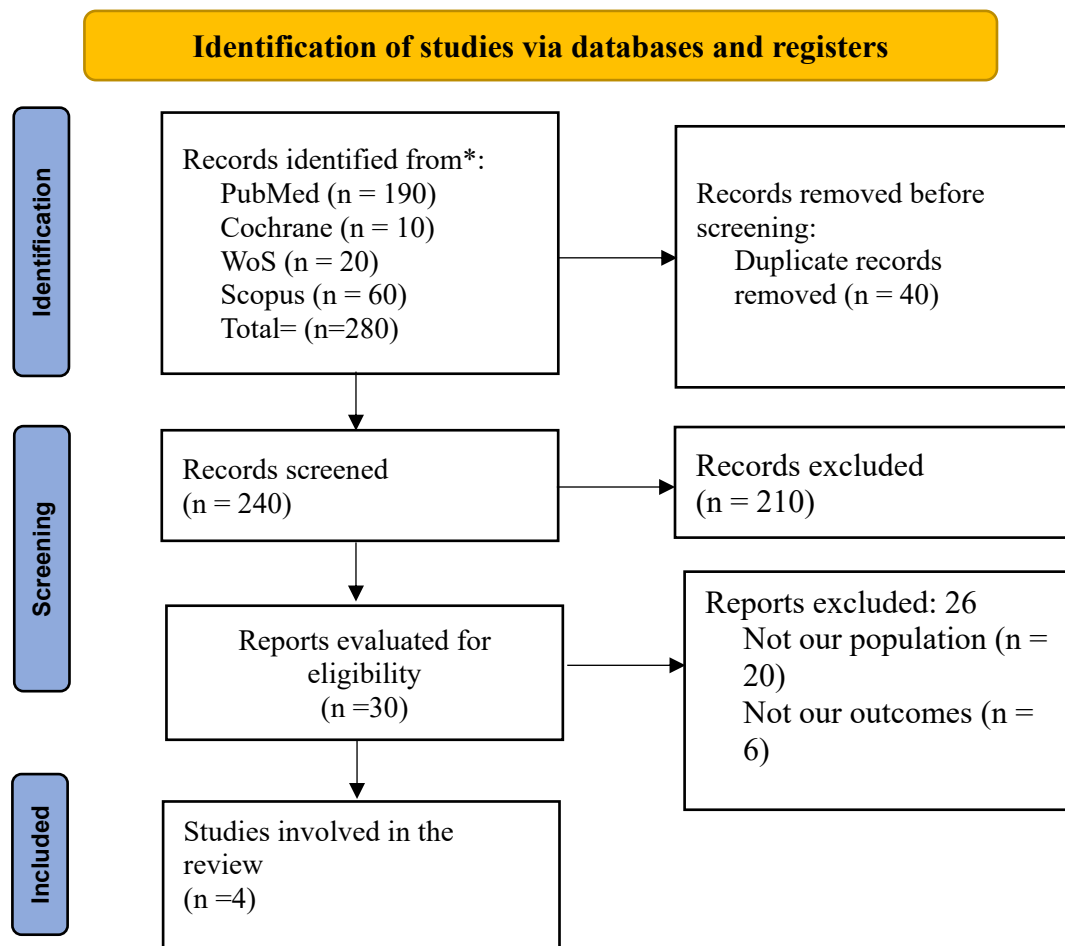 Identification of studies via databases and registers
Identification
Records identified from*:
PubMed (n = 190)
Cochrane (n = 10)
WoS (n = 20)
Scopus (n = 60)
Total= (n=280)
Records removed before
screening:
Duplicate records
removed (n = 40)
Screening
Records screened
(n = 240)
Records excluded
(n = 210)
Reports evaluated for
eligibility
(n =30)
Reports excluded: 26
Not our population (n =
20)
Not our outcomes (n =
6)
Included
Studies involved in the
review
(n =4)